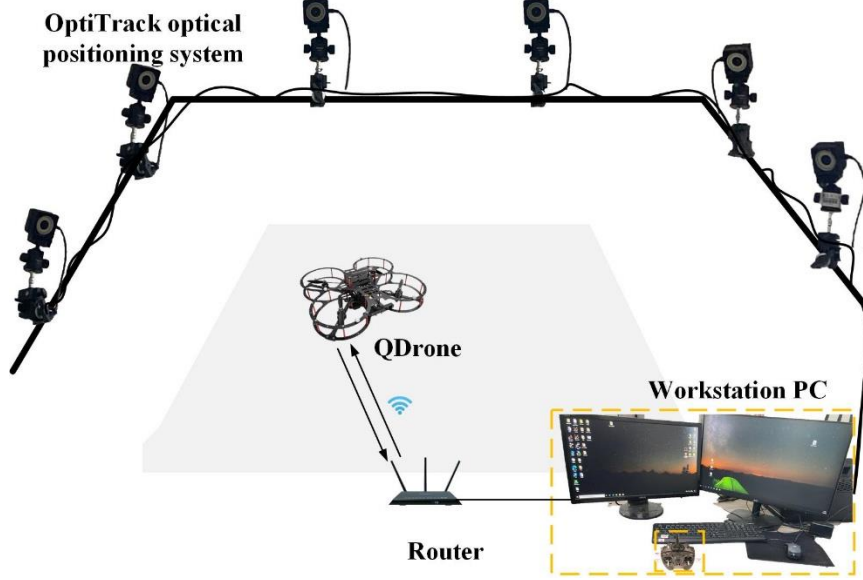 OptiTrack optical
positioning system
QDrone
Workstation PC
Router